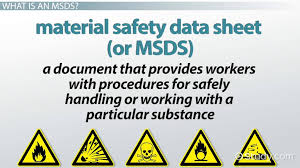 WHAT IS AN MSDS?
material safety data sheet
(or MSDS)
a document that provides workers
with procedures for safely
handling or working with a
particular substance